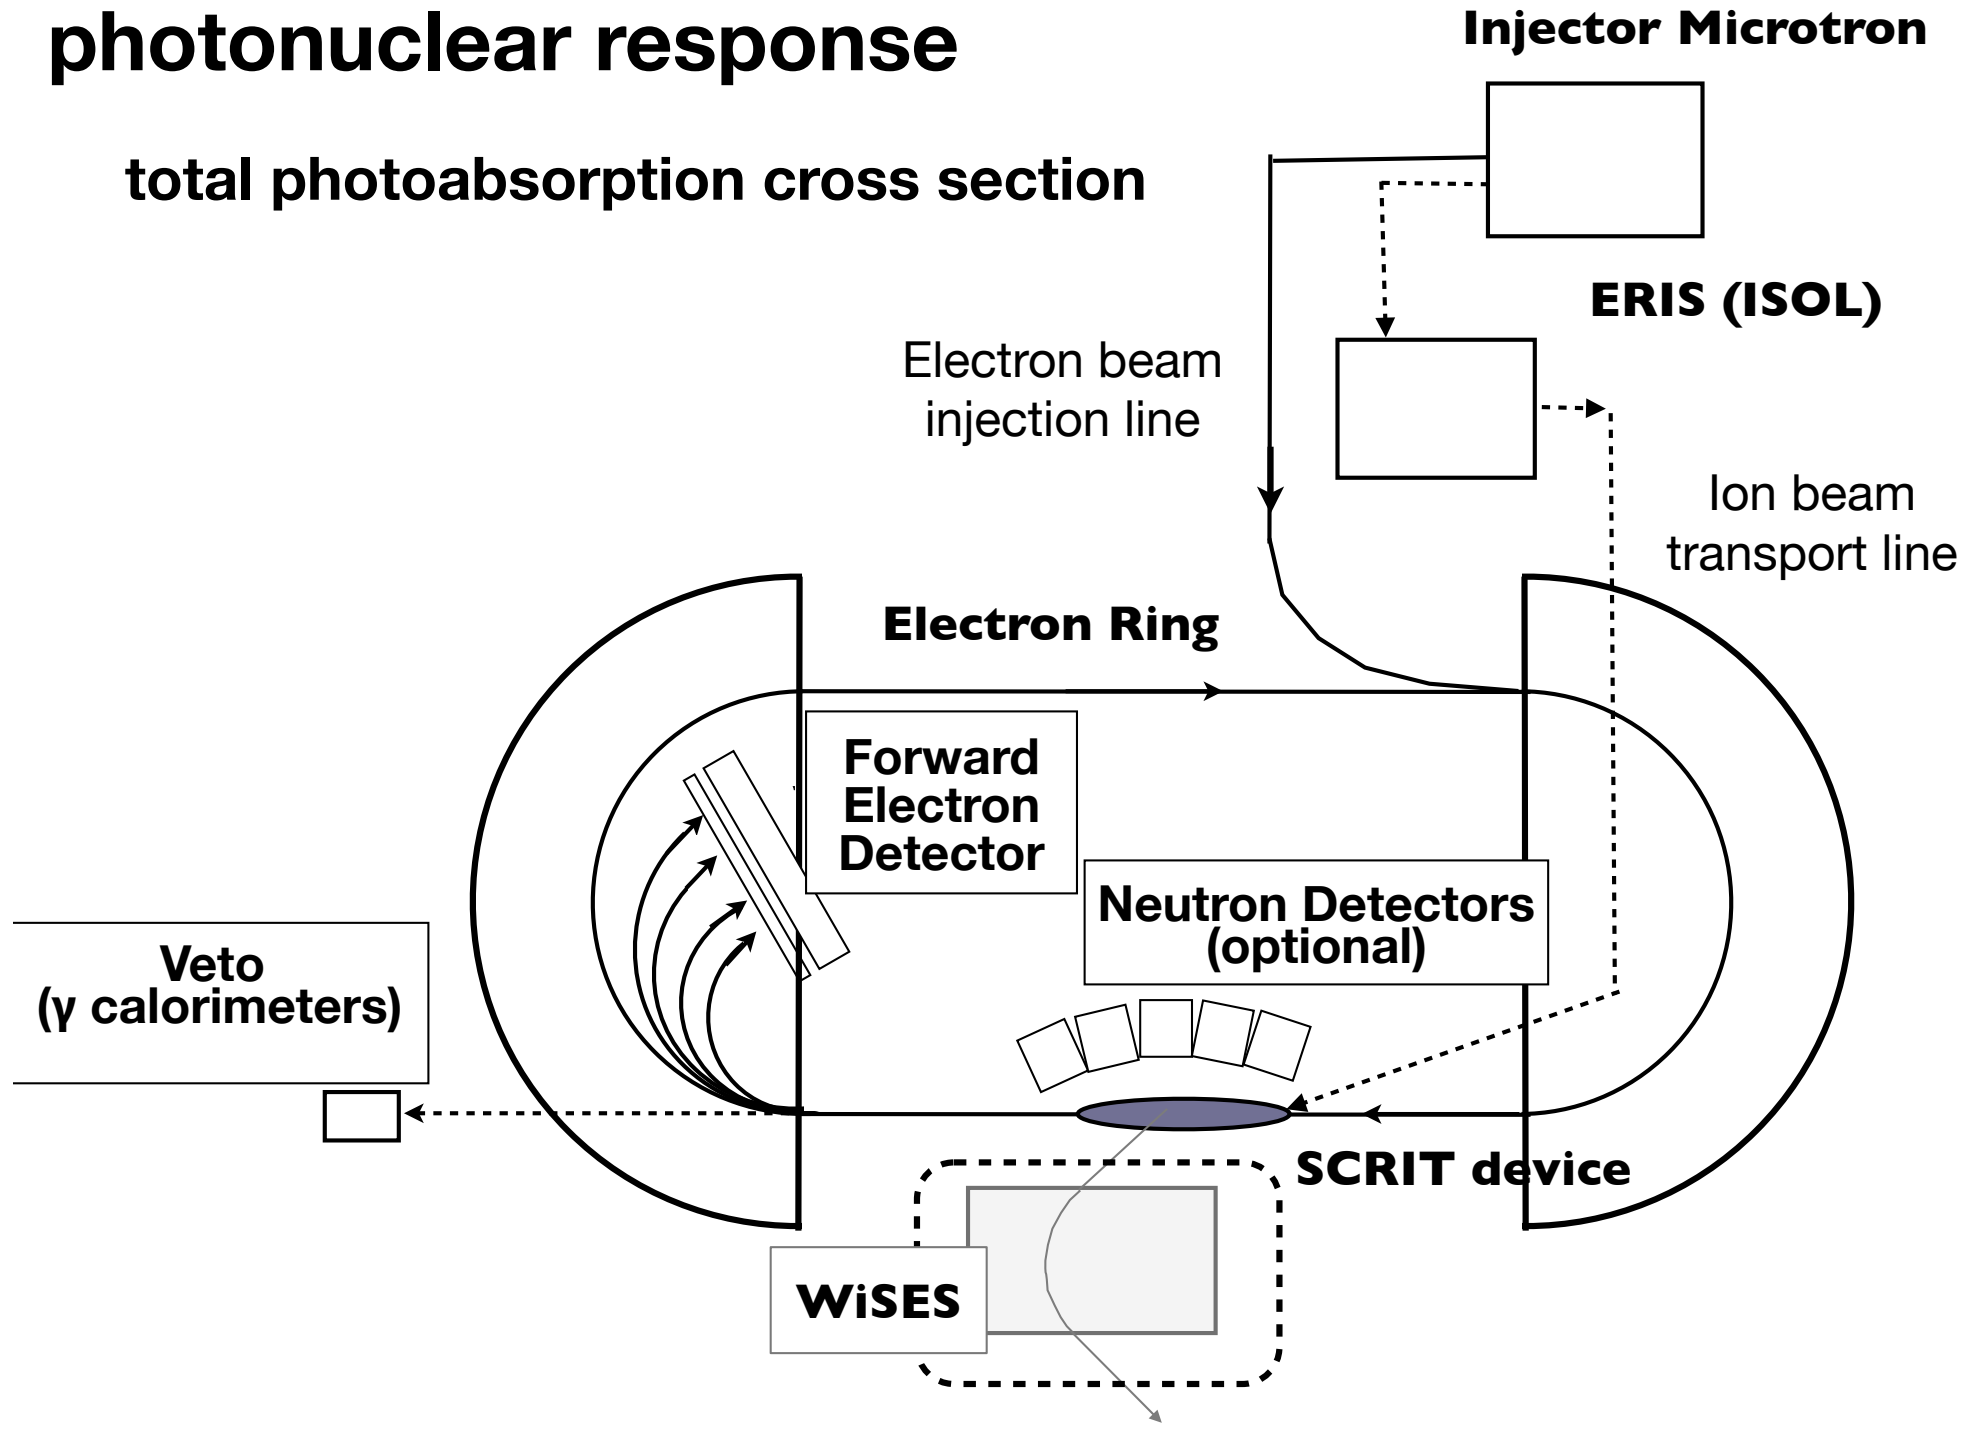 photonuclear response
Injector Microtron
total photoabsorption cross section
ERIS (ISOL)
Electron beam
injection line
Ion beam
transport line
Electron Ring
Forward
Electron
Detector
Neutron Detectors
(optional)
Veto
(γ calorimeters)
SCRIT device
WiSES